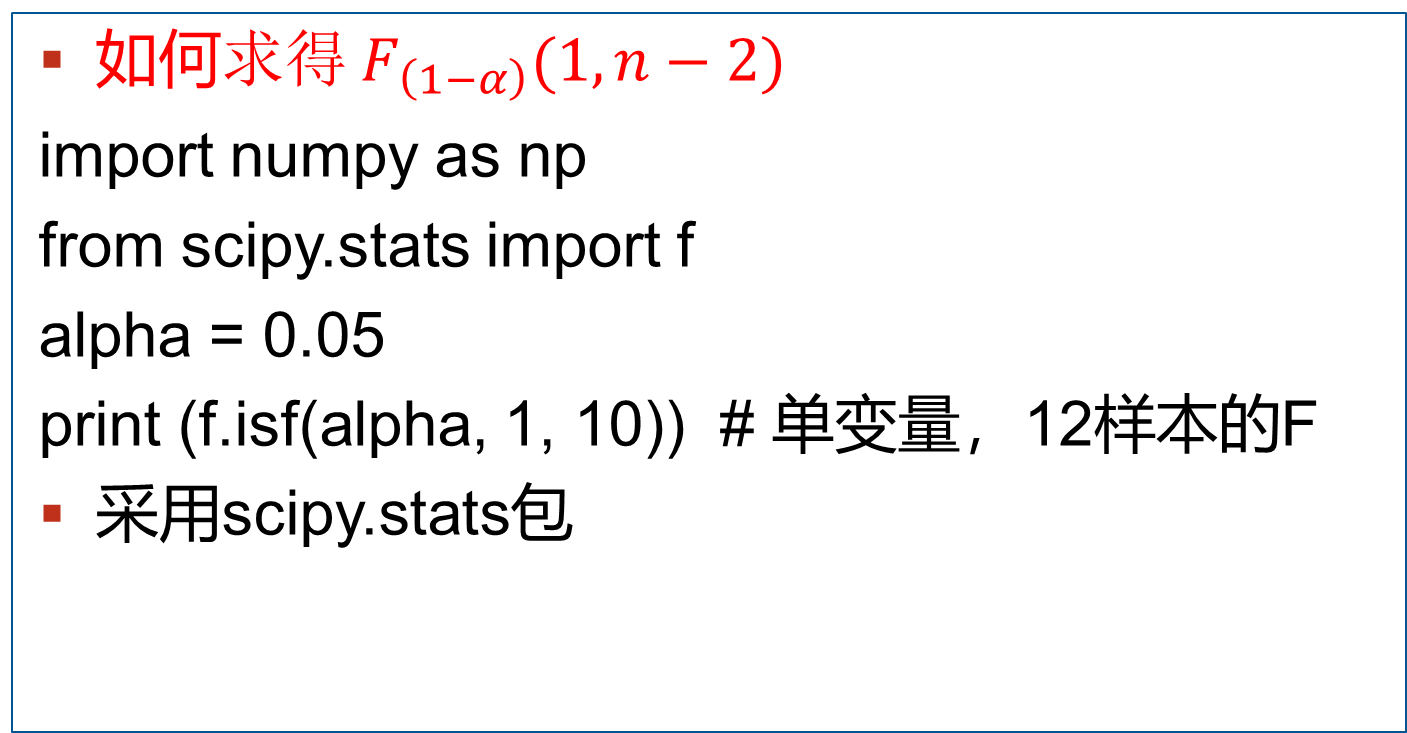 ▪ 如何求得 𝐹₍₁₋𝛼₎(1, 𝑛 − 2)
import numpy as np
from scipy.stats import f
alpha = 0.05
print (f.isf(alpha, 1, 10))  # 单变量，12样本的F
▪ 采用scipy.stats包